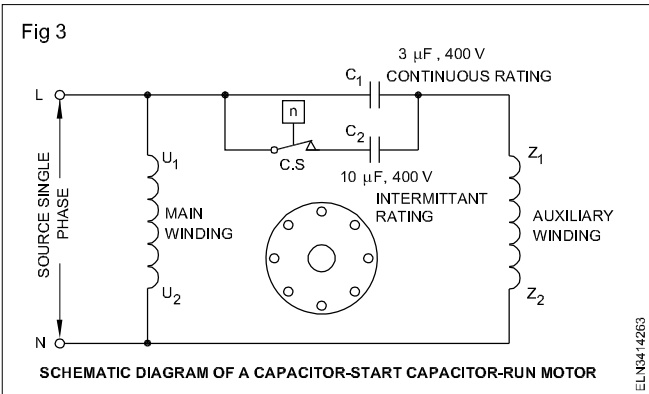 Fig 3
3 µF , 400 V
C1 CONTINUOUS RATING
L
n
C2
C.S
U1
Z1
10 µF, 400 V
INTERMITTANT
RATING
SOURCE SINGLE
PHASE
MAIN
WINDING
AUXILIARY
WINDING
U2
Z2
N
SCHEMATIC DIAGRAM OF A CAPACITOR-START CAPACITOR-RUN MOTOR
ELN3414263